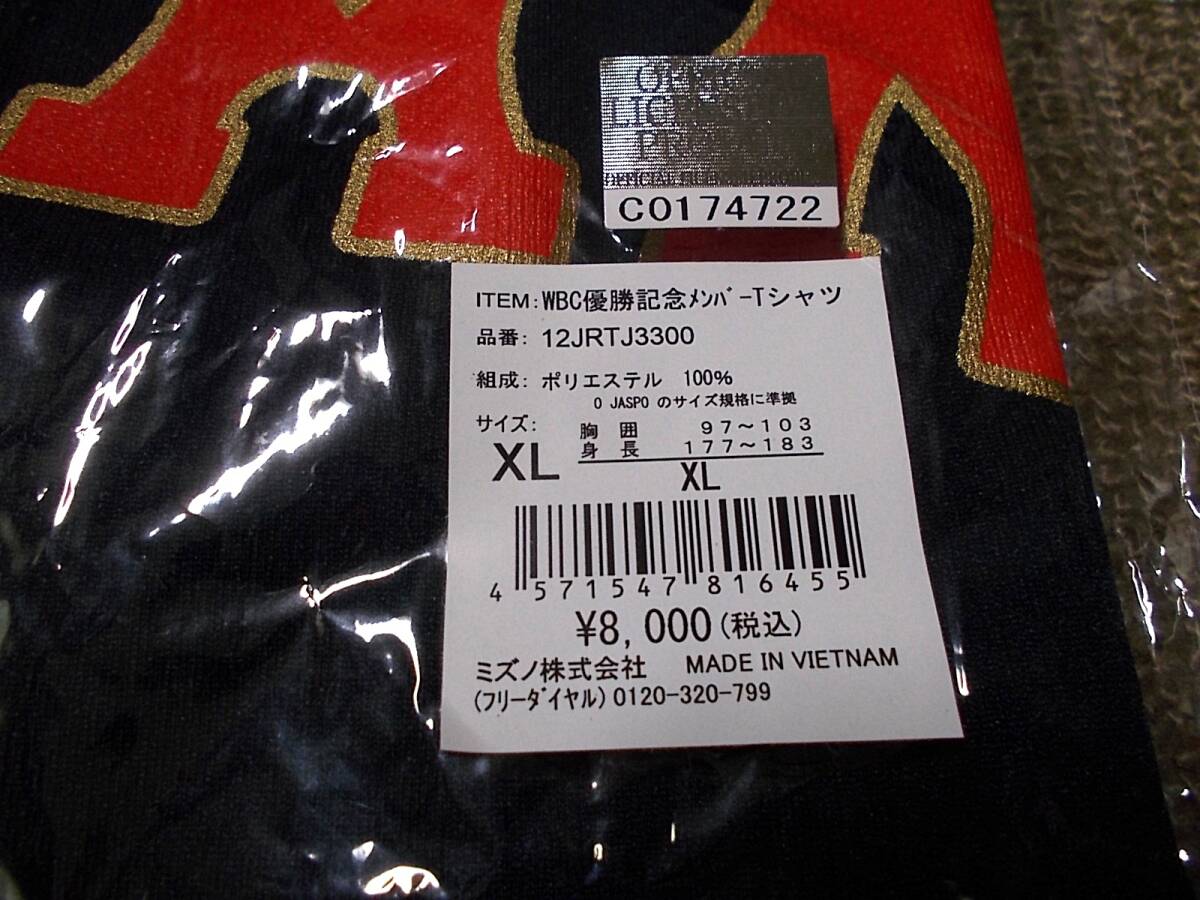 C0174722
ITEM:WBC優勝記念ﾒﾝﾊﾞｰTシャツ
品番: 12JRTJ3300
組成: ポリエステル 100%
O JASPO のサイズ規格に準拠
サイズ: 胸 囲 97～103
XL 身 長 177～183
XL
4 571547 816455
¥8,000(税込)
ミズノ株式会社 MADE IN VIETNAM
(フリーダイヤル)0120-320-799